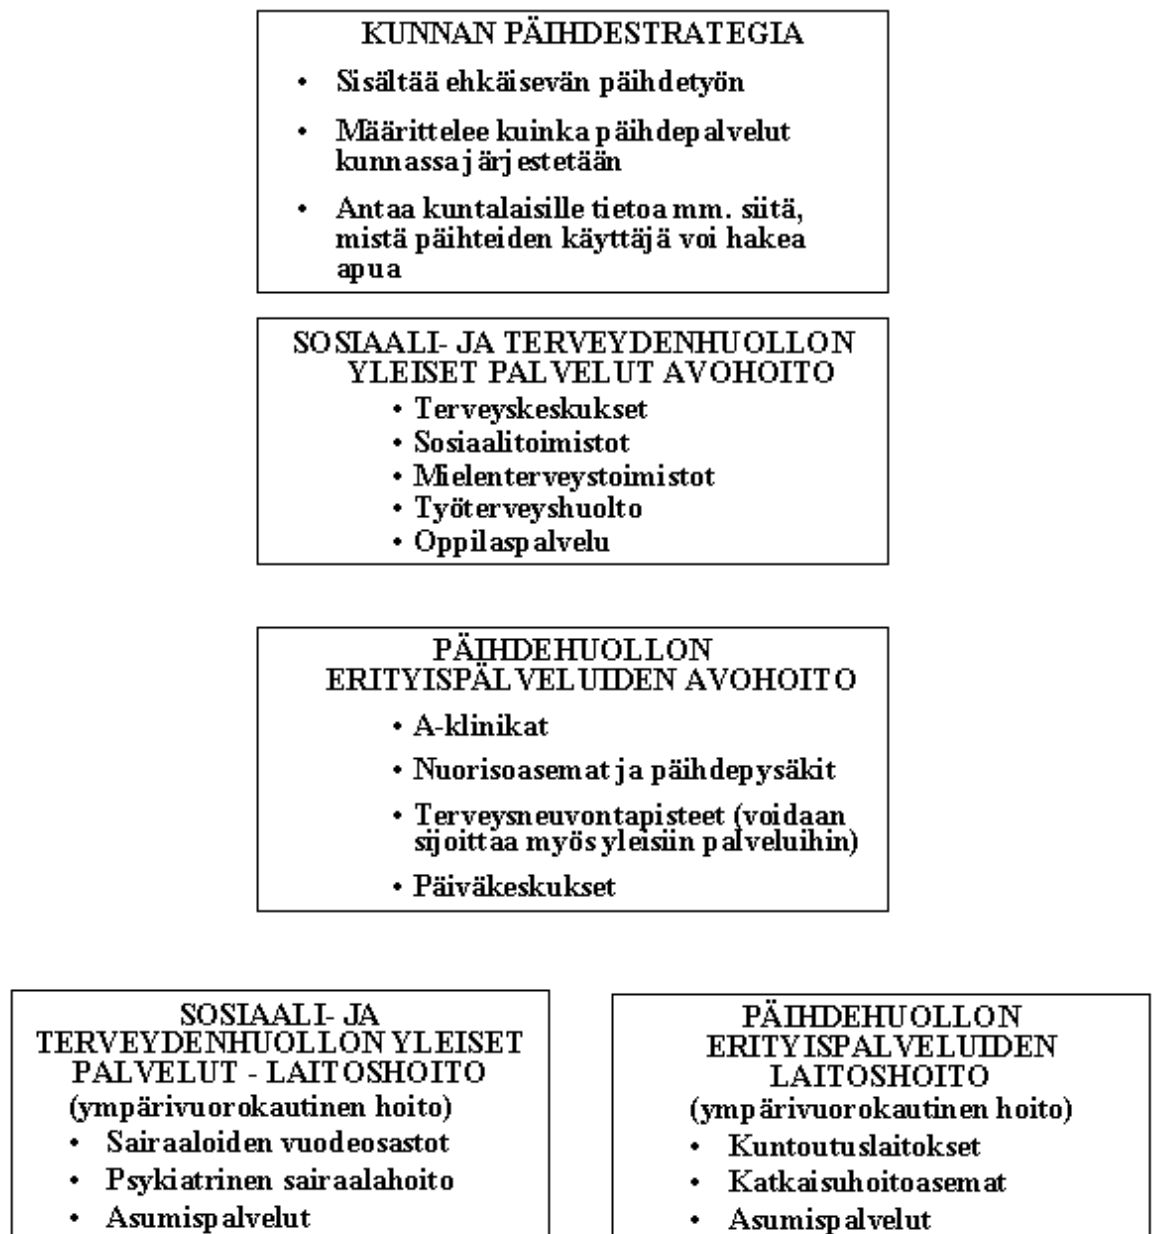 KUNNAN PÄIHDESTRATEGIA
• Sisältää ehkäisevän päihdetyön
• Määrittelee kuinka päihdepalvelut
kunnassa järjestetään
• Antaa kuntalaisille tietoa mm. siitä,
mistä päihteiden käyttäjä voi hakea
apua
SOSIAALI- JA TERVEYDENHUOLLON
YLEISET PALVELUT AVOHOITO
• Terveyskeskukset
• Sosiaalitoimistot
• Mielenterveystoimistot
• Työterveyshuolto
• Oppilaspalvelu
PÄIHDEHUOLLON
ERITYISPÄLVELUIDEN AVOHOITO
• A-klinikat
• Nuorisoasemat ja päihdepysäkit
• Terveysneuvontapisteet (voidaan
sijoittaa myös yleisiin palveluihin)
• Päiväkeskukset
SOSIAALI- JA
TERVEYDENHUOLLON YLEISET
PALVELUT - LAITOSHOITO
(ympärivuorokautinen hoito)
• Sairaaloiden vuodeosastot
• Psykiatrinen sairaalahoito
• Asumispalvelut
PÄIHDEHUOLLON
ERITYISPALVELUIDEN
LAITOSHOITO
(ympärivuorokautinen hoito)
• Kuntoutuslaitokset
• Katkaisuhoitoasemat
• Asumispalvelut